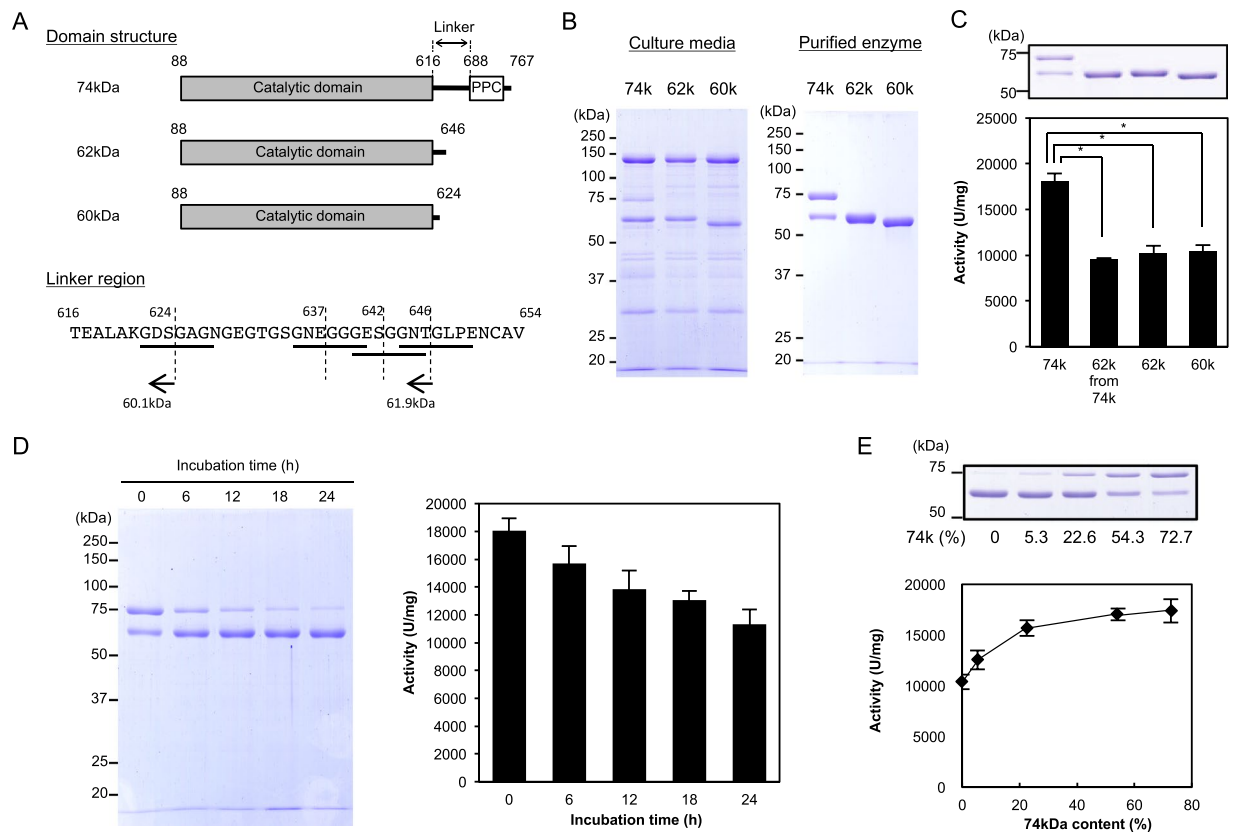 A
Domain structure
Linker
88 616 688 767
74kDa Catalytic domain PPC
88 646
62kDa Catalytic domain
88 624
60kDa Catalytic domain
Linker region
616 624 637 642 646 654
TEALAKGDSGAGNGEGTGSGNEGGGESGGNTGLPENCAV
60.1kDa 61.9kDa
B
Culture media Purified enzyme
74k 62k 60k 74k 62k 60k
(kDa) (kDa)
250 250
150 150
100 100
75 75
50 50
37 37
25 25
20 20
C
(kDa)
75
50
* * *
Activity (U/mg)
25000
20000
15000
10000
5000
0
74k 62k from 74k 62k 60k
D
Incubation time (h)
0 6 12 18 24
(kDa)
250
150
100
75
50
37
25
20
Activity (U/mg)
20000
18000
16000
14000
12000
10000
8000
6000
4000
2000
0
0 6 12 18 24
Incubation time (h)
E
(kDa)
75
50
74k (%) 0 5.3 22.6 54.3 72.7
Activity (U/mg)
20000
15000
10000
5000
0
0 20 40 60 80
74kDa content (%)